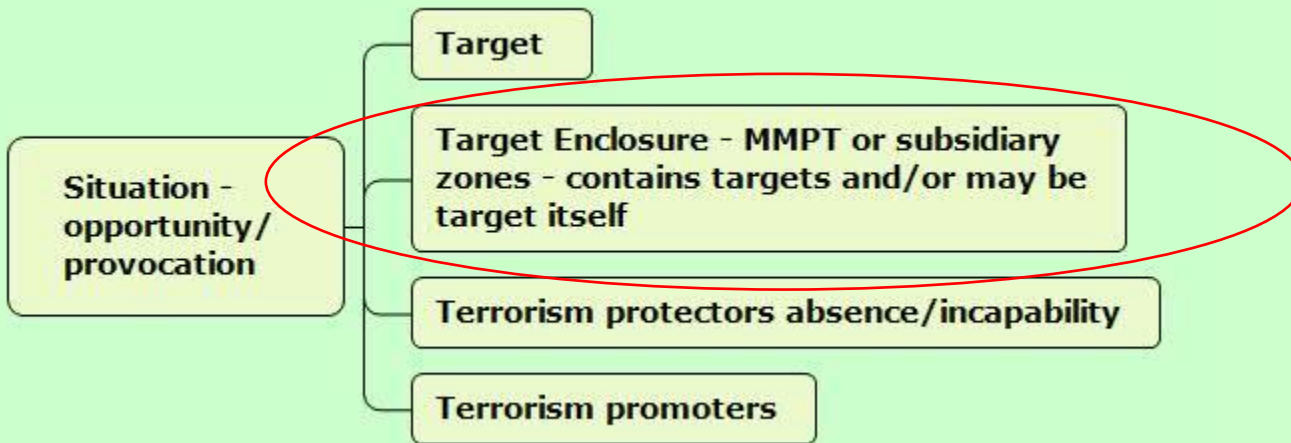 Situation -
opportunity/
provocation
Target
Target Enclosure - MMPT or subsidiary
zones - contains targets and/or may be
target itself
Terrorism protectors absence/incapability
Terrorism promoters